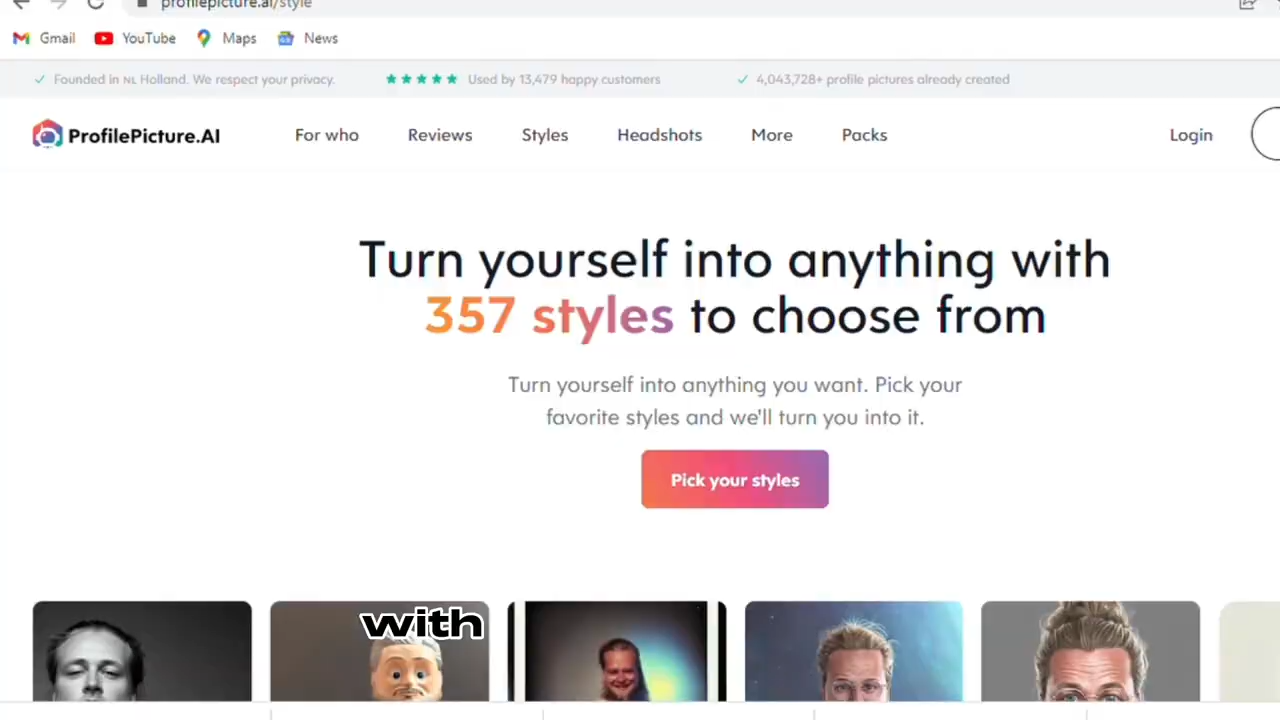 profilepicture.ai/style
Gmail YouTube Maps News
Founded in NL Holland. We respect your privacy. Used by 13,479 happy customers 4,043,728+ profile pictures already created
ProfilePicture.AI For who Reviews Styles Headshots More Packs Login
Turn yourself into anything with
357 styles to choose from
Turn yourself into anything you want. Pick your
favorite styles and we'll turn you into it.
Pick your styles
with